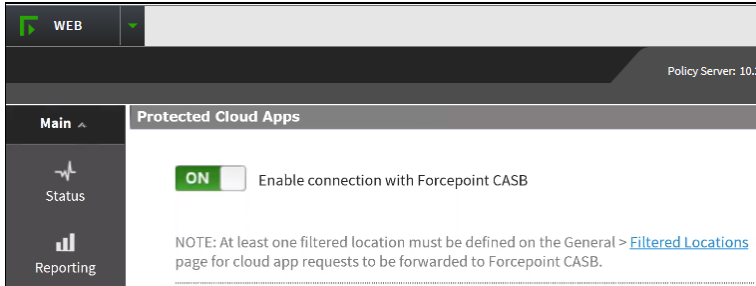 WEB
Policy Server: 10.
Main
Protected Cloud Apps
ON Enable connection with Forcepoint CASB
Status
NOTE: At least one filtered location must be defined on the General > Filtered Locations
page for cloud app requests to be forwarded to Forcepoint CASB.
Reporting